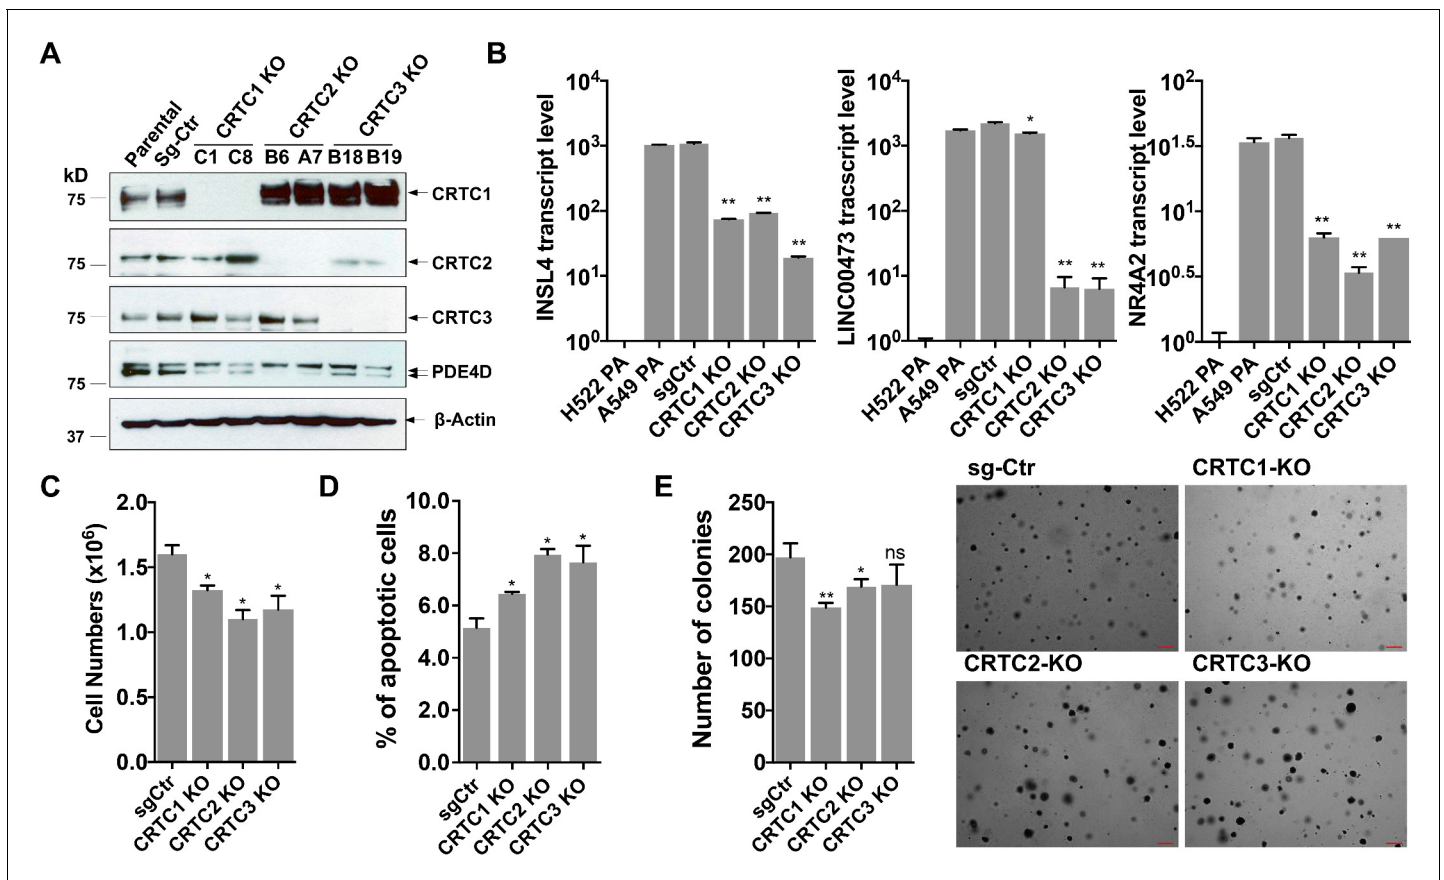 A
Parental
Sg-Ctr
CRTC1 KO
CRTC2 KO
CRTC3 KO
C1 C8 B6 A7 B18 B19
kD
75
CRTC1
75
CRTC2
75
CRTC3
PDE4D
75
β-Actin
37
B
INSL4 transcript level
10⁴
10³
10²
10¹
10⁰
** ** **
H522 PA
A549 PA
sgCtr
CRTC1 KO
CRTC2 KO
CRTC3 KO
LINC00473 tracscript level
10⁴
10³
10²
10¹
10⁰
* ** **
H522 PA
A549 PA
sgCtr
CRTC1 KO
CRTC2 KO
CRTC3 KO
NR4A2 transcript level
10²
10¹·⁵
10¹
10⁰·⁵
10⁰
** ** **
H522 PA
A549 PA
sgCtr
CRTC1 KO
CRTC2 KO
CRTC3 KO
C
Cell Numbers (x10⁶)
2.0
1.5
1.0
0.5
0.0
* * *
sgCtr
CRTC1 KO
CRTC2 KO
CRTC3 KO
D
% of apoptotic cells
10.0
8.0
6.0
4.0
2.0
0.0
* * *
sgCtr
CRTC1 KO
CRTC2 KO
CRTC3 KO
E
Number of colonies
250
200
150
100
50
0
** * ns
sgCtr
CRTC1 KO
CRTC2 KO
CRTC3 KO
sg-Ctr
CRTC1-KO
CRTC2-KO
CRTC3-KO